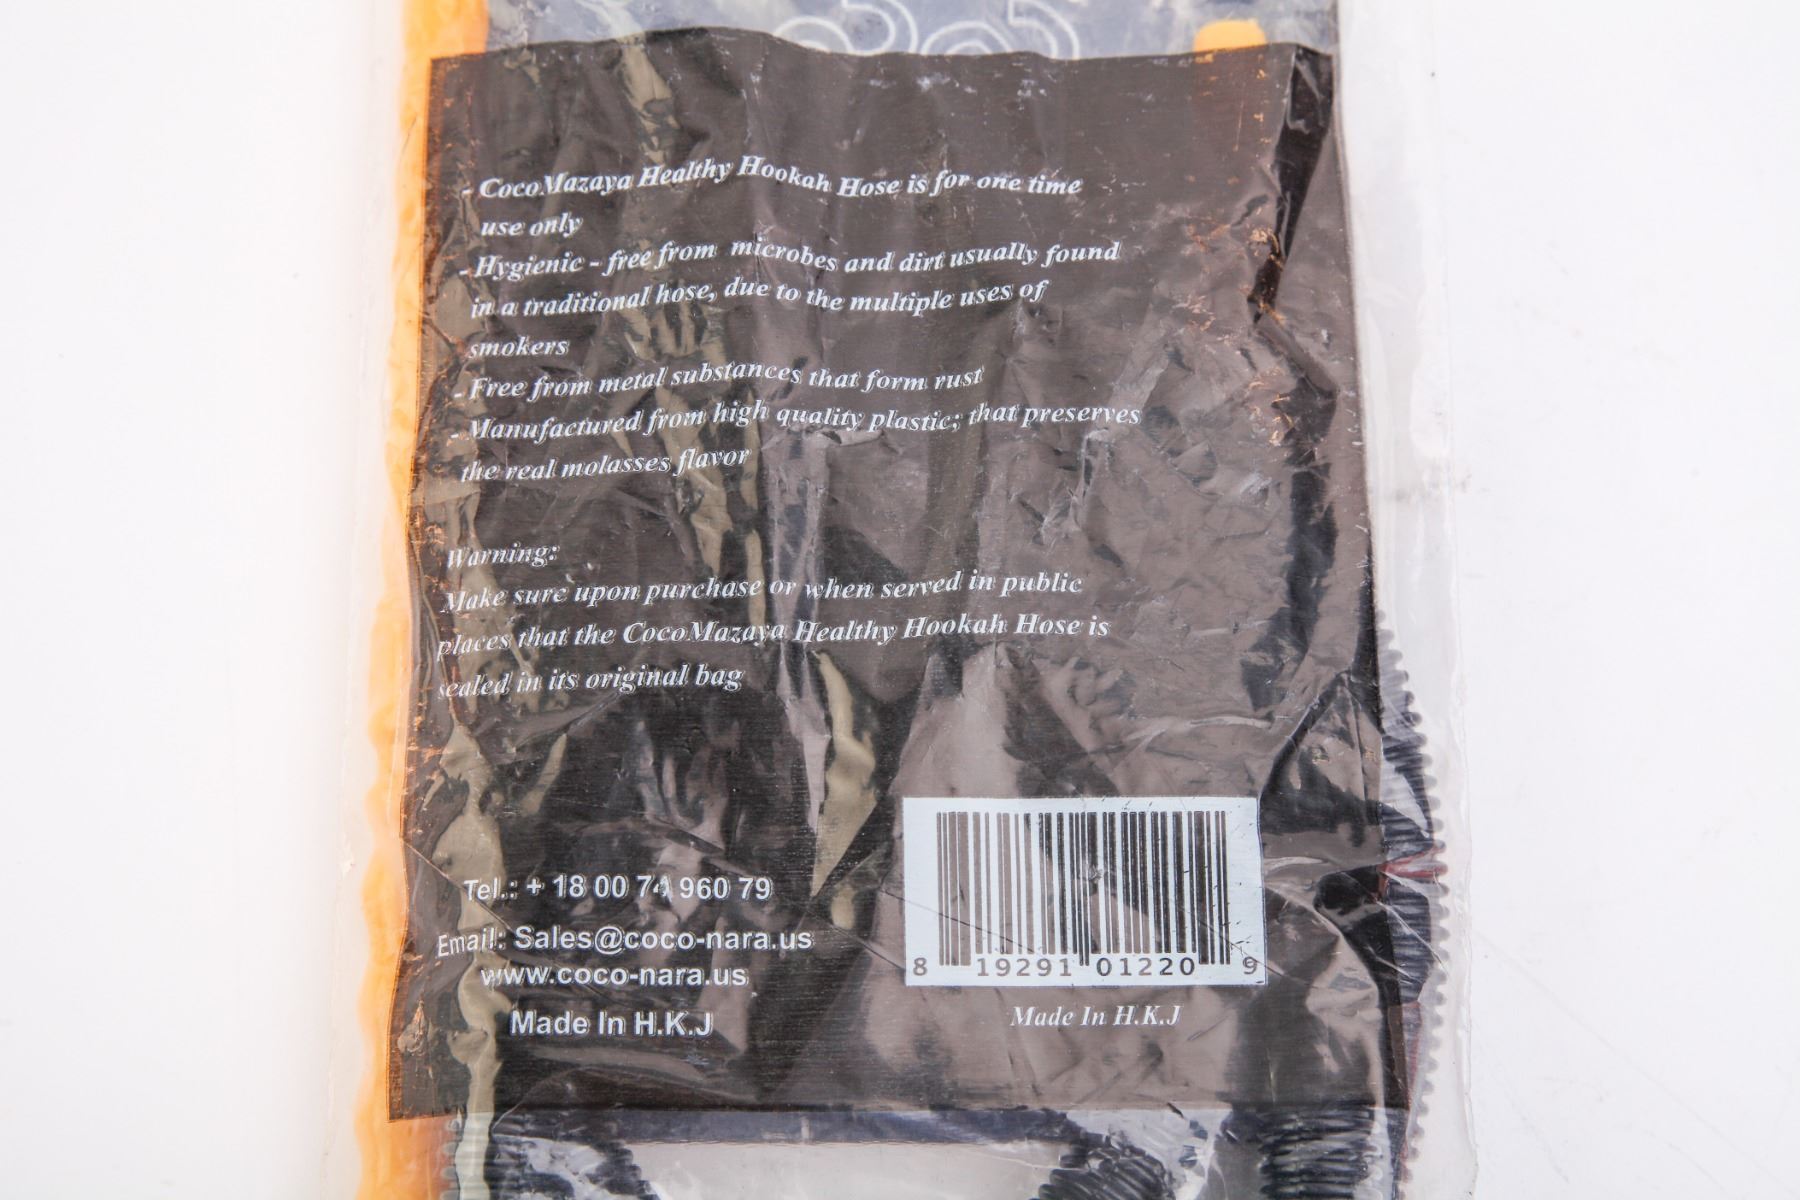 - CocoMazaya Healthy Hookah Hose is for one time
use only
- Hygienic - free from microbes and dirt usually found
in a traditional hose, due to the multiple uses of
smokers
- Free from metal substances that form rust
- Manufactured from high quality plastic; that preserves
the real molasses flavor
Warning:
Make sure upon purchase or when served in public
places that the CocoMazaya Healthy Hookah Hose is
sealed in its original bag
Tel.: + 18 00 74 960 79
Email: Sales@coco-nara.us
www.coco-nara.us
Made In H.K.J
8 19291 01220 9
Made In H.K.J